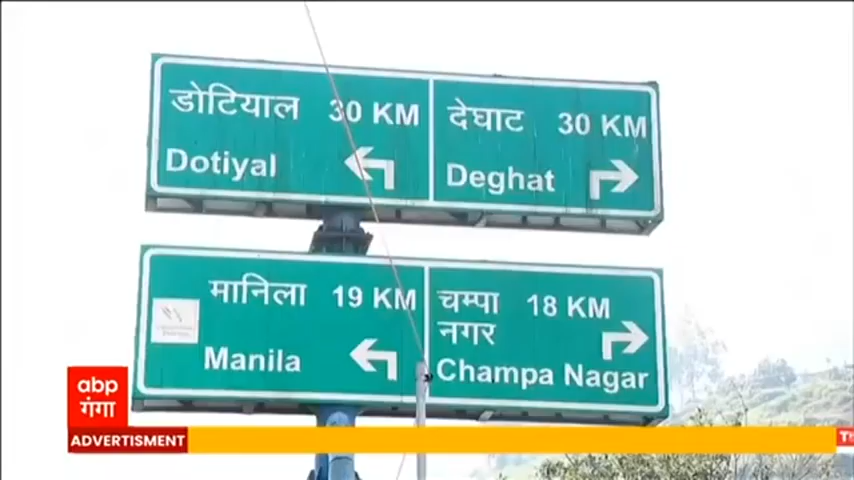 डोटियाल 30 KM
Dotiyal
देघाट 30 KM
Deghat
मानिला 19 KM
Manila
चम्पा 18 KM
नगर
Champa Nagar
abp
गंगा
ADVERTISMENT